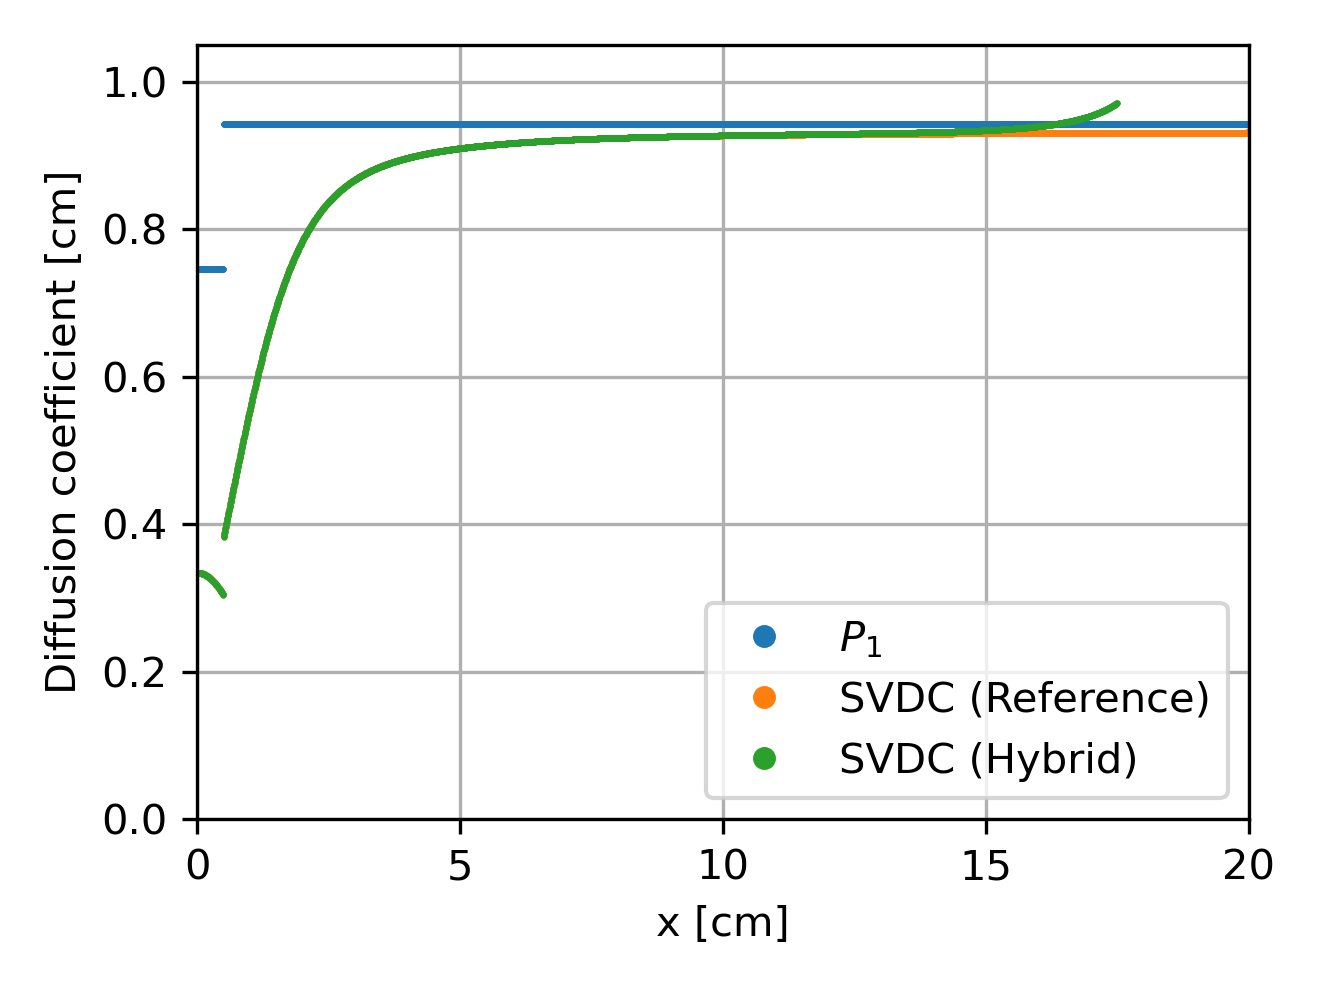 Diffusion coefficient [cm]
1.0
0.8
0.6
0.4
0.2
0.0
0 5 10 15 20
x [cm]
P₁
SVDC (Reference)
SVDC (Hybrid)